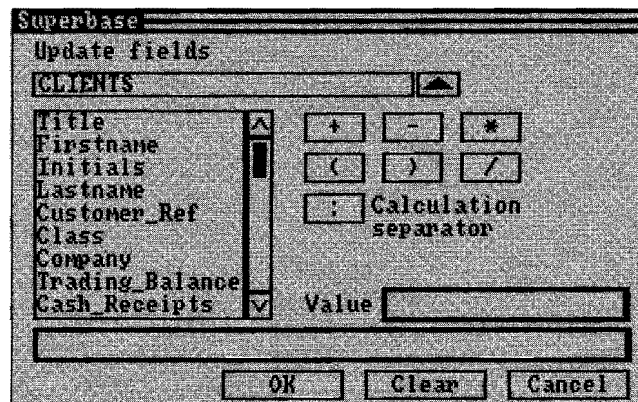 Superbase
Update fields
CLIENTS
Title
Firstname
Initials
Lastname
Customer_Ref
Class
Company
Trading_Balance
Cash_Receipts
+ - *
( ) /
: Calculation
separator
Value
OK Clear Cancel